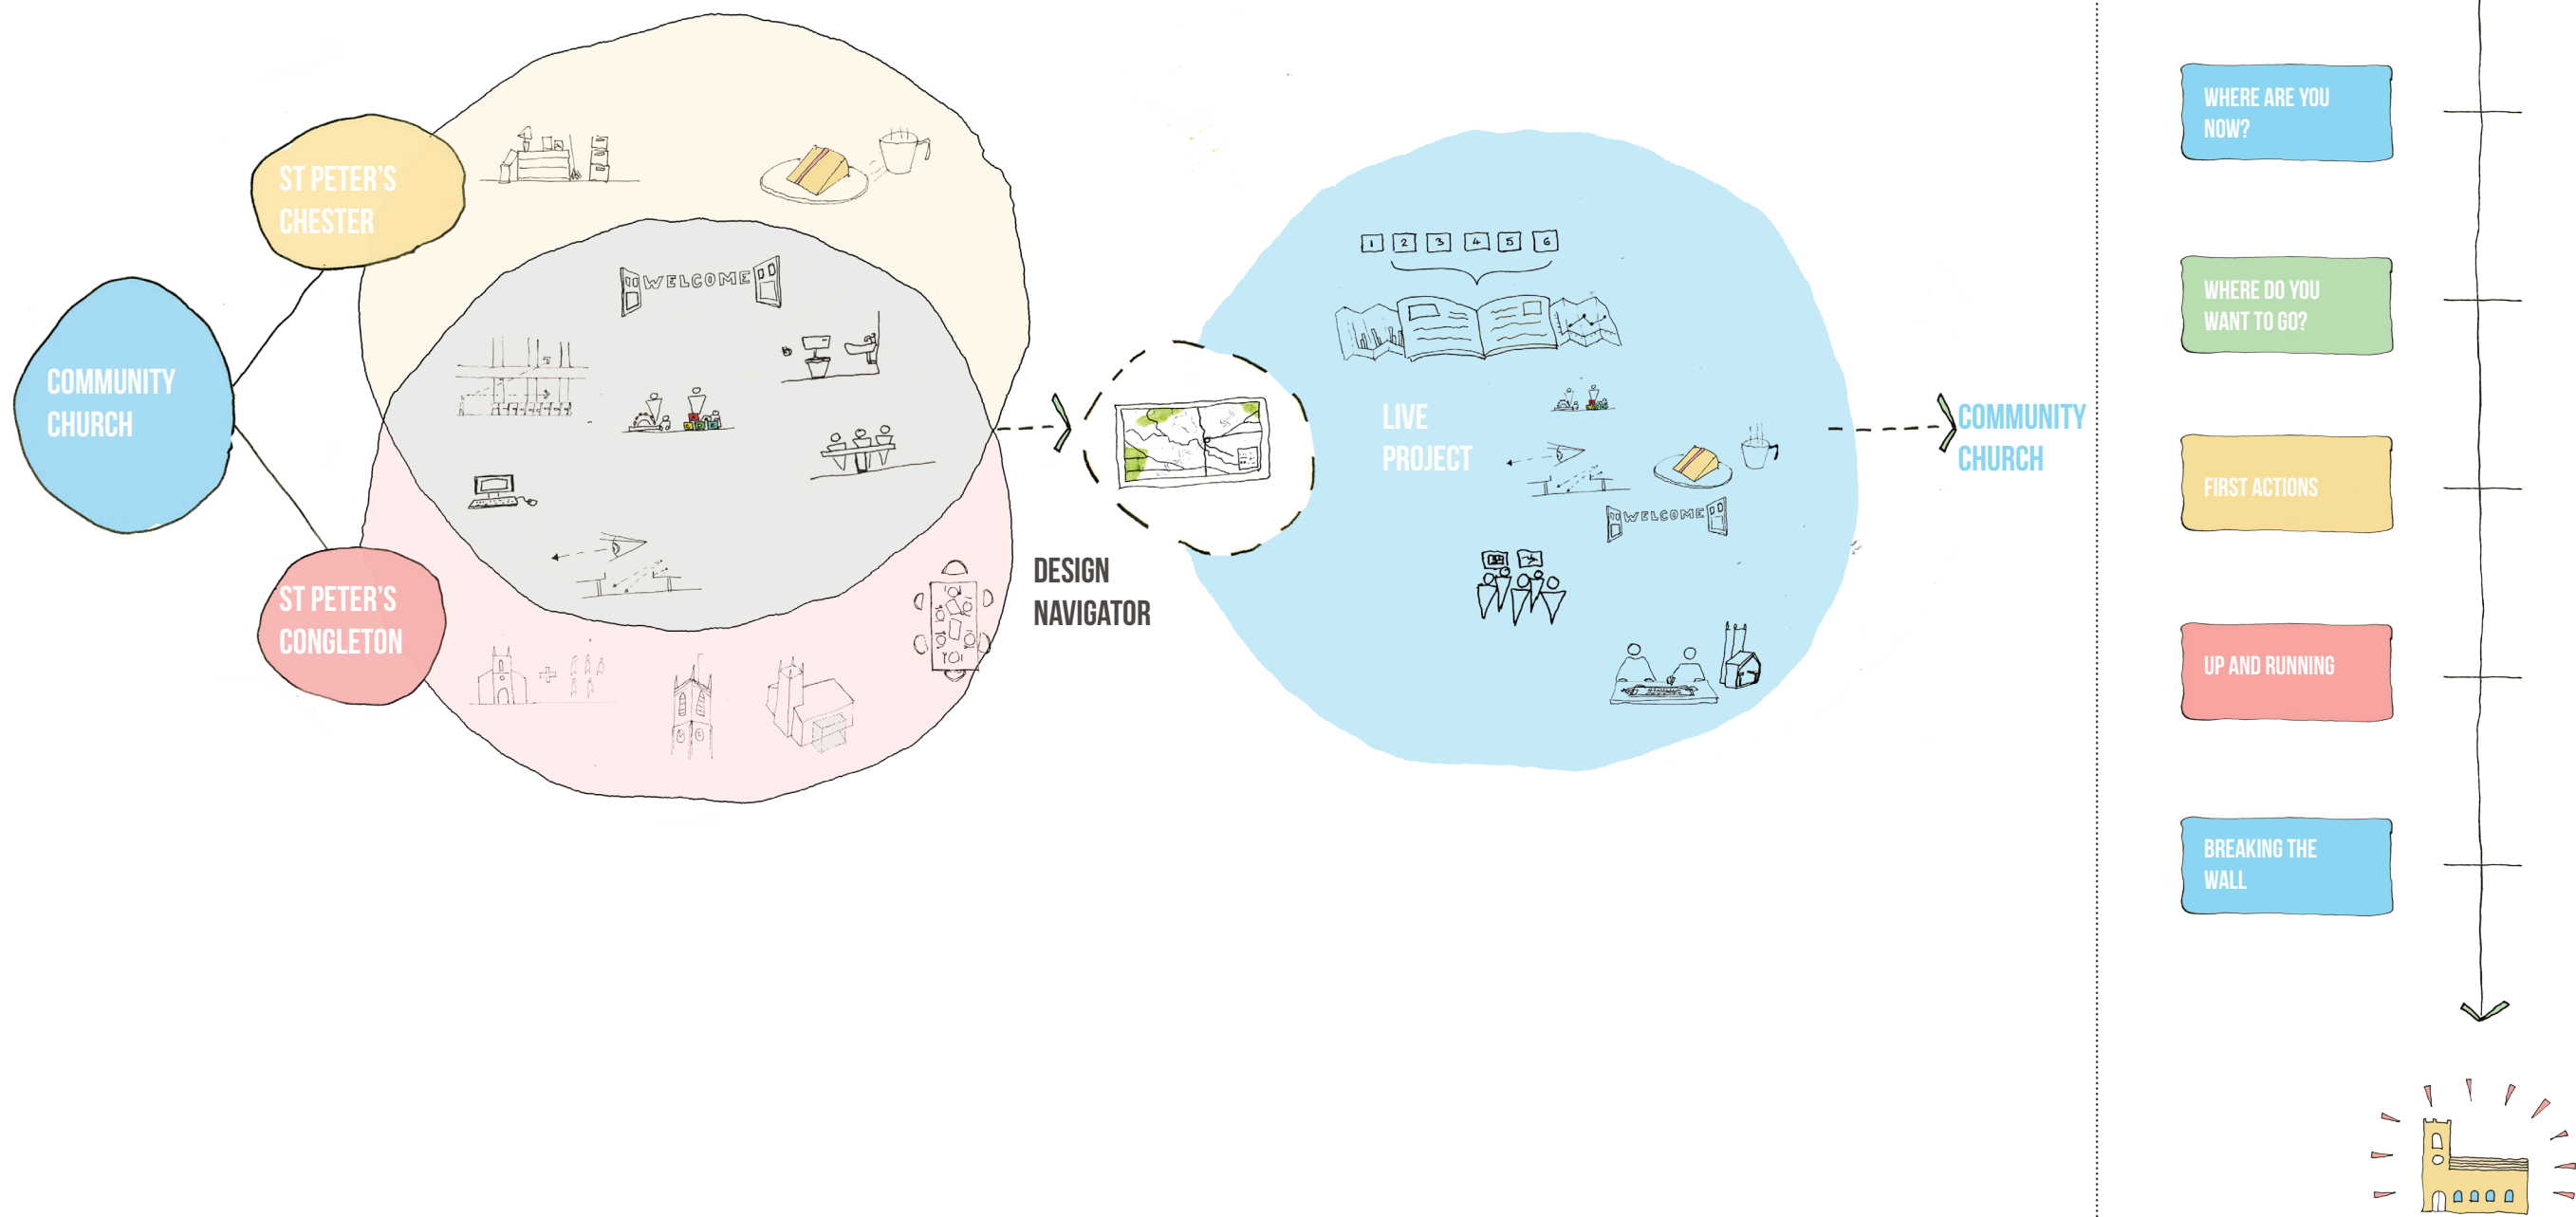 ST PETER'S
CHESTER
COMMUNITY
CHURCH
ST PETER'S
CONGLETON
WELCOME
DESIGN
NAVIGATOR
1 2 3 4 5 6
LIVE
PROJECT
WELCOME
COMMUNITY
CHURCH
WHERE ARE YOU
NOW?
WHERE DO YOU
WANT TO GO?
FIRST ACTIONS
UP AND RUNNING
BREAKING THE
WALL